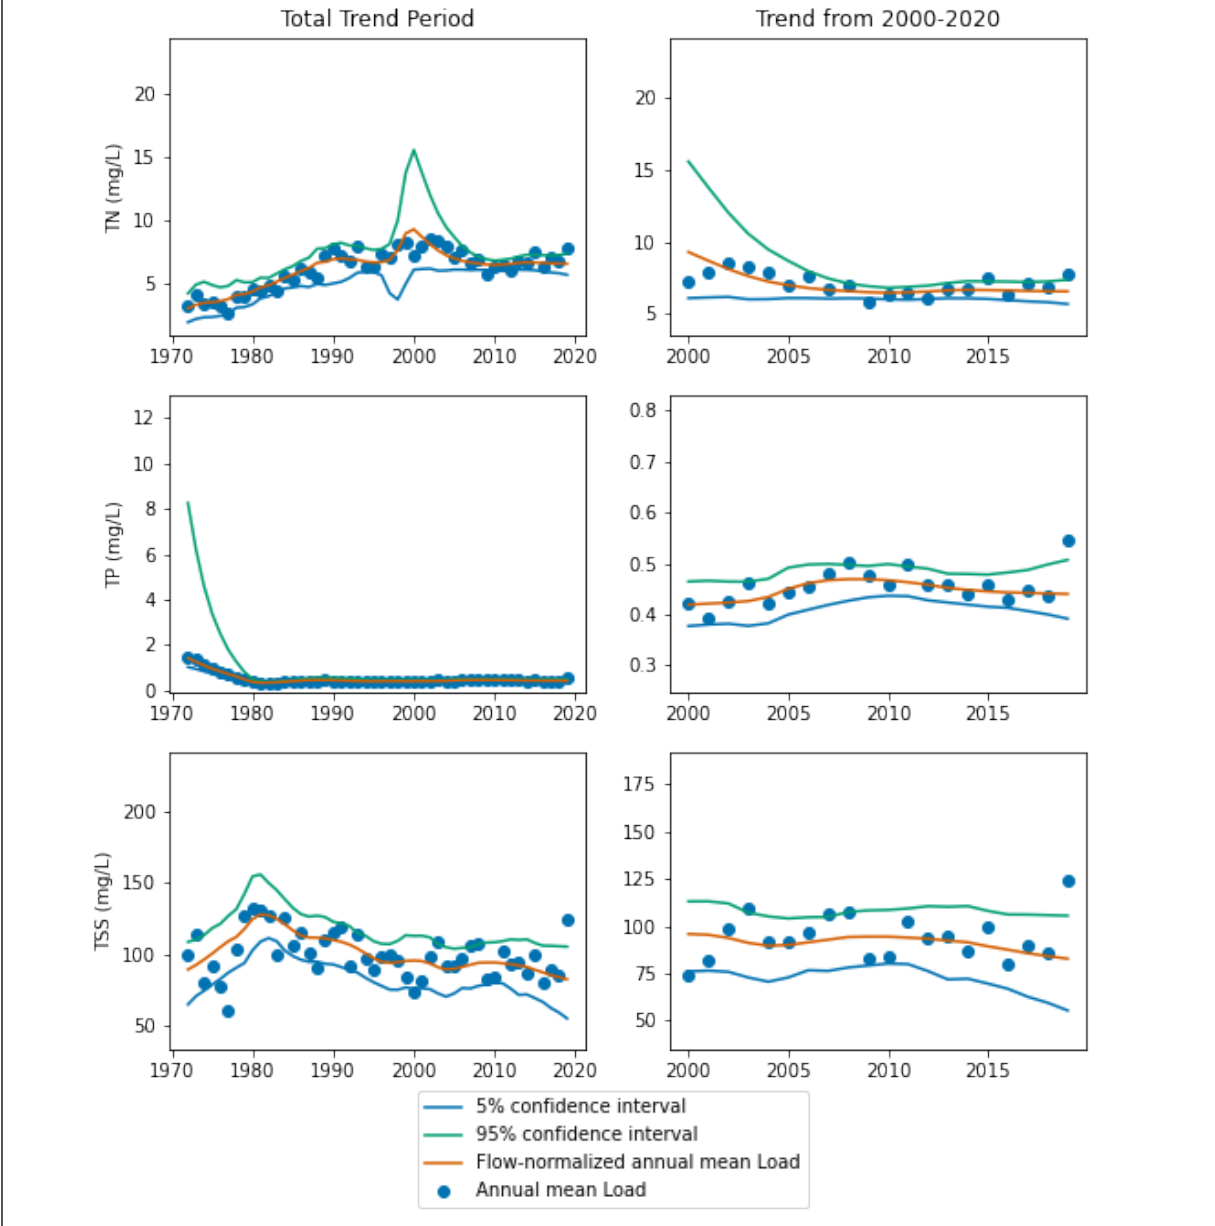 Total Trend Period
Trend from 2000-2020
TN (mg/L)
20
15
10
5
1970 1980 1990 2000 2010 2020
20
15
10
5
2000 2005 2010 2015
TP (mg/L)
12
10
8
6
4
2
0
1970 1980 1990 2000 2010 2020
0.8
0.7
0.6
0.5
0.4
0.3
2000 2005 2010 2015
TSS (mg/L)
200
150
100
50
1970 1980 1990 2000 2010 2020
175
150
125
100
75
50
2000 2005 2010 2015
5% confidence interval
95% confidence interval
Flow-normalized annual mean Load
Annual mean Load